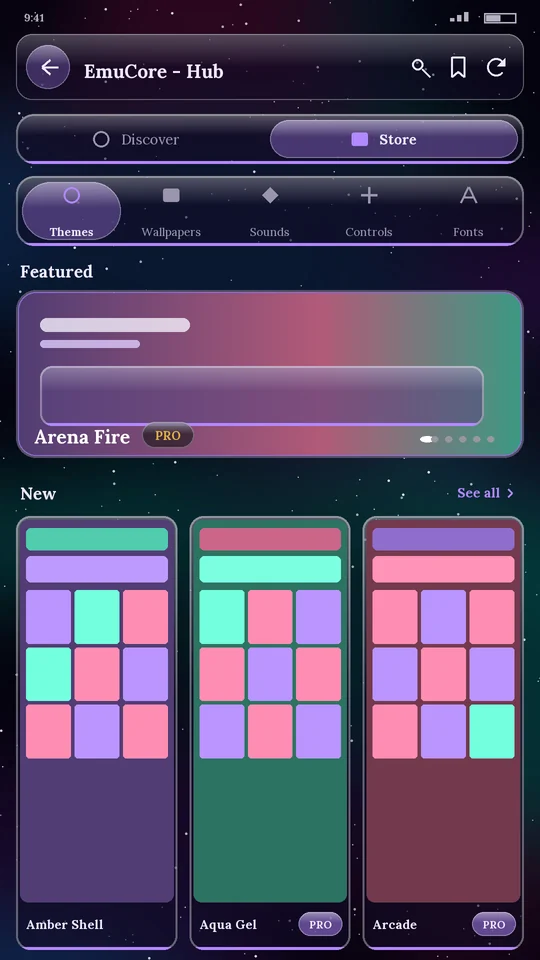 9:41
EmuCore - Hub
Discover
Store
Themes
Wallpapers
Sounds
Controls
Fonts
Featured
Arena Fire
PRO
New
See all
Amber Shell
Aqua Gel
PRO
Arcade
PRO